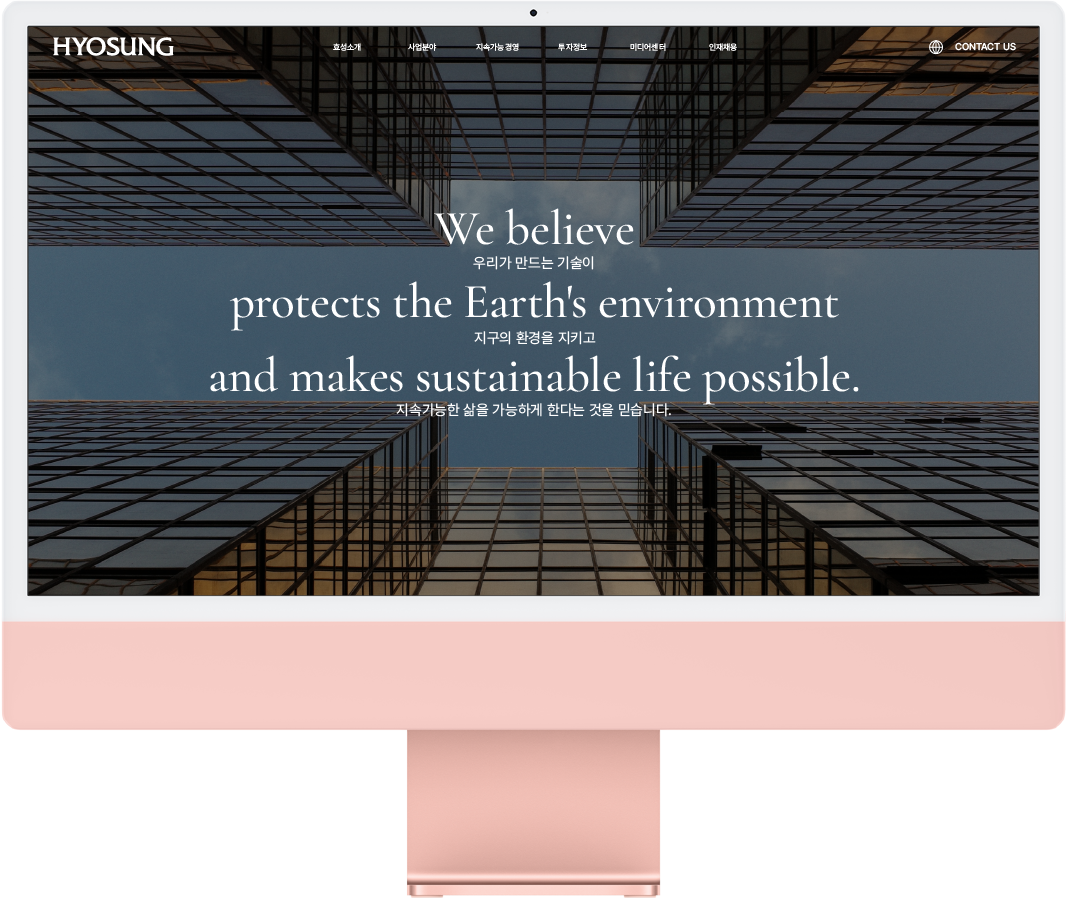 HYOSUNG
효성소개 사업분야 지속가능경영 투자정보 미디어센터 인재채용
CONTACT US
We believe
우리가 만드는 기술이
protects the Earth's environment
지구의 환경을 지키고
and makes sustainable life possible.
지속가능한 삶을 가능하게 한다는 것을 믿습니다.